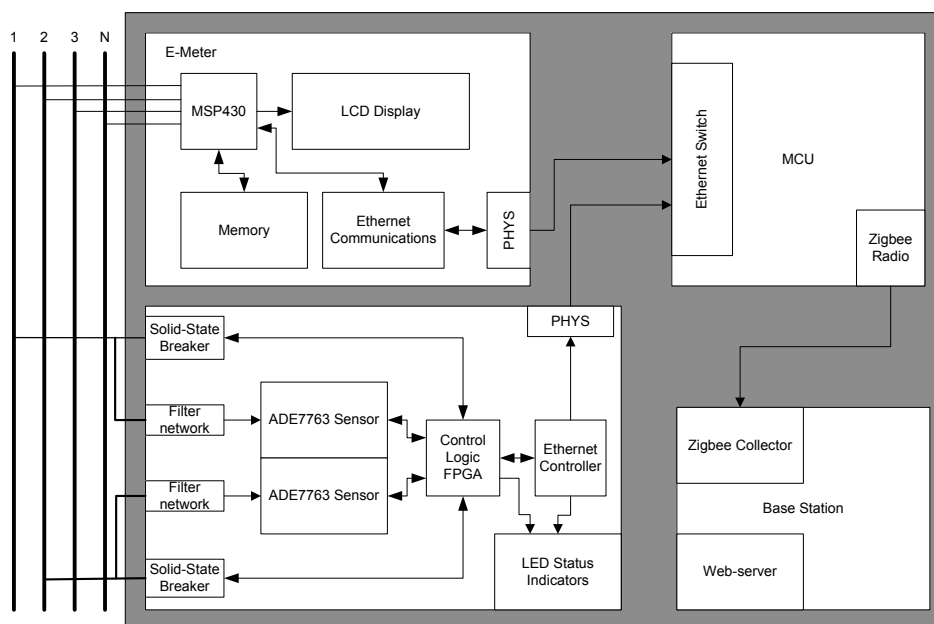 1 2 3 N
E-Meter
MSP430
LCD Display
Memory
Ethernet
Communications
PHYS
Ethernet Switch
MCU
Zigbee
Radio
PHYS
Solid-State
Breaker
Filter
network
ADE7763 Sensor
Control
Logic
FPGA
Ethernet
Controller
Filter
network
ADE7763 Sensor
Solid-State
Breaker
LED Status
Indicators
Zigbee Collector
Base Station
Web-server